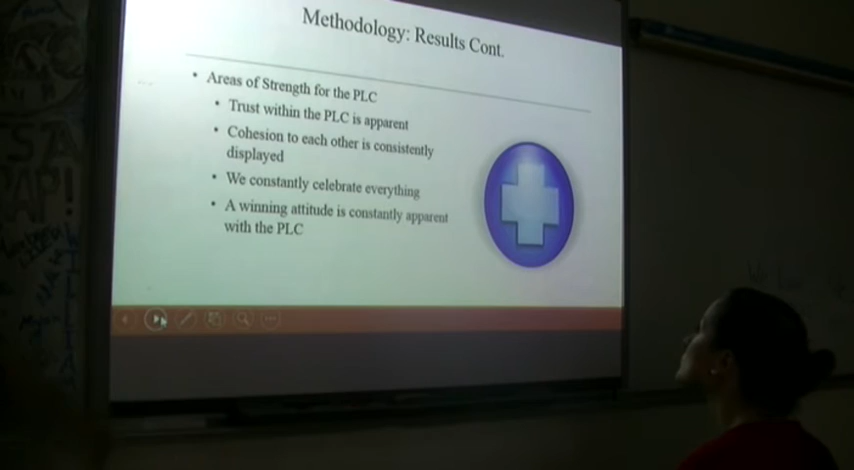 Methodology: Results Cont.
• Areas of Strength for the PLC
• Trust within the PLC is apparent
• Cohesion to each other is consistently
displayed
• We constantly celebrate everything
• A winning attitude is constantly apparent
with the PLC